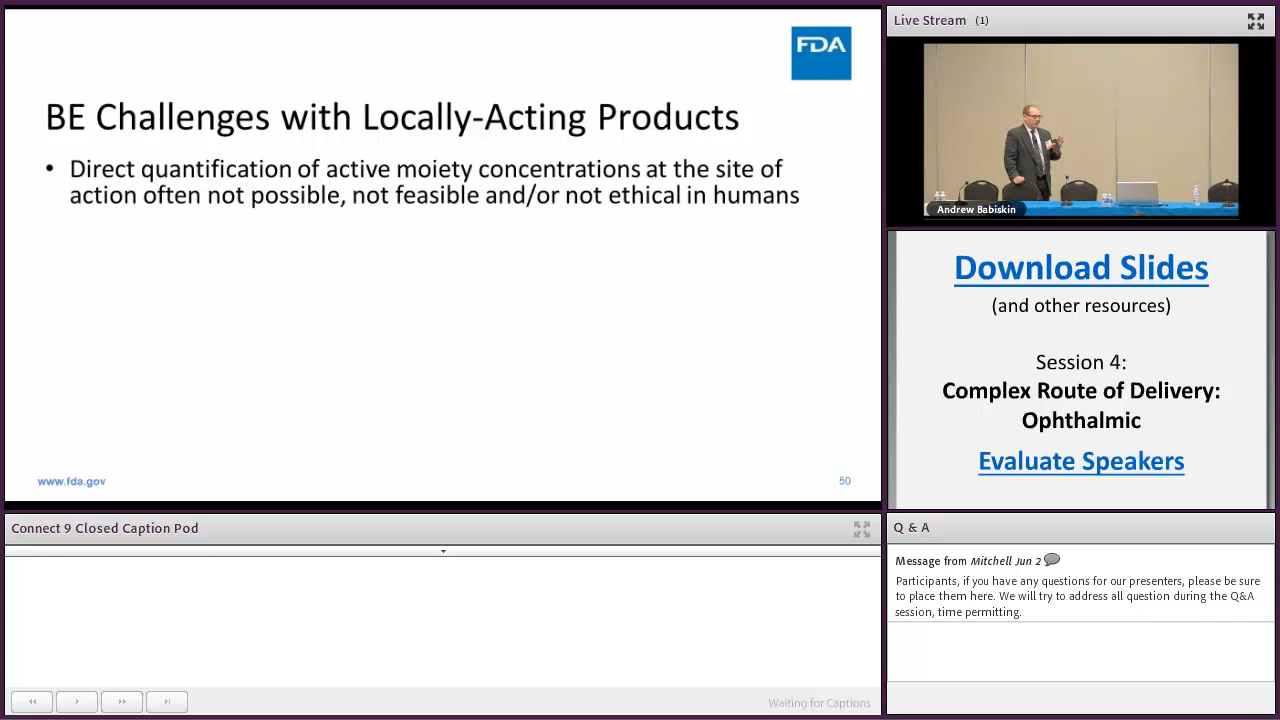 FDA
BE Challenges with Locally-Acting Products
• Direct quantification of active moiety concentrations at the site of
action often not possible, not feasible and/or not ethical in humans
www.fda.gov
50
Live Stream (1)
Andrew Babiskin
Download Slides
(and other resources)
Session 4:
Complex Route of Delivery:
Ophthalmic
Evaluate Speakers
Connect 9 Closed Caption Pod
Waiting for Captions
Q & A
Message from Mitchell Jun 2
Participants, if you have any questions for our presenters, please be sure
to place them here. We will try to address all question during the Q&A
session, time permitting.